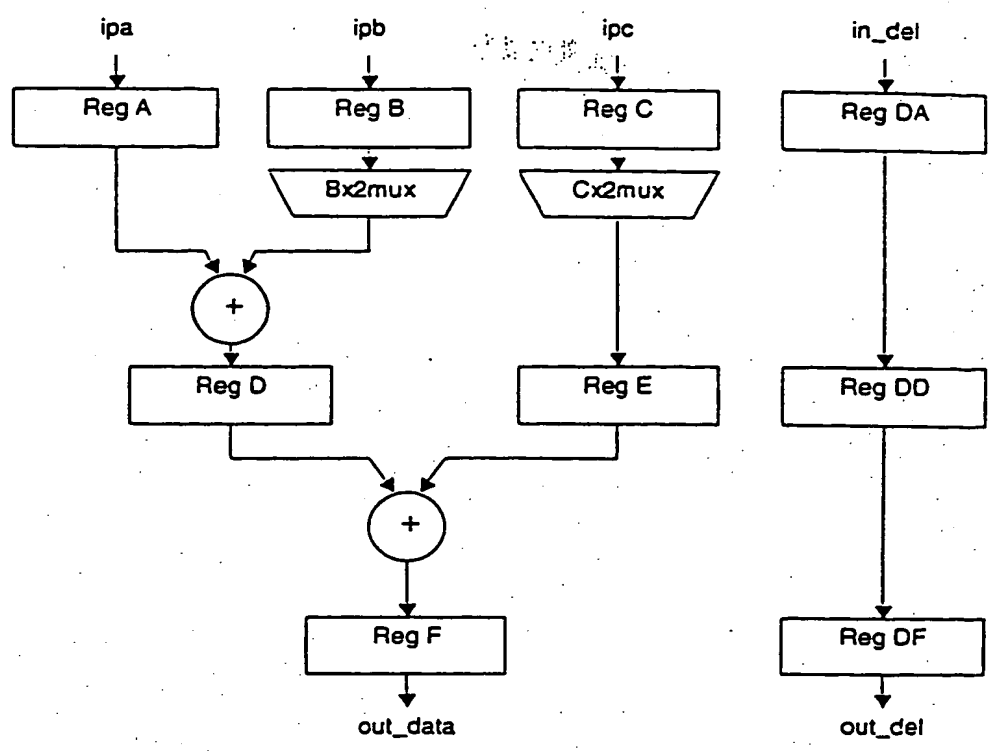 ipa
ipb
ipc
in_del
Reg A
Reg B
Reg C
Reg DA
Bx2mux
Cx2mux
+
Reg D
Reg E
Reg DD
+
Reg F
Reg DF
out_data
out_del